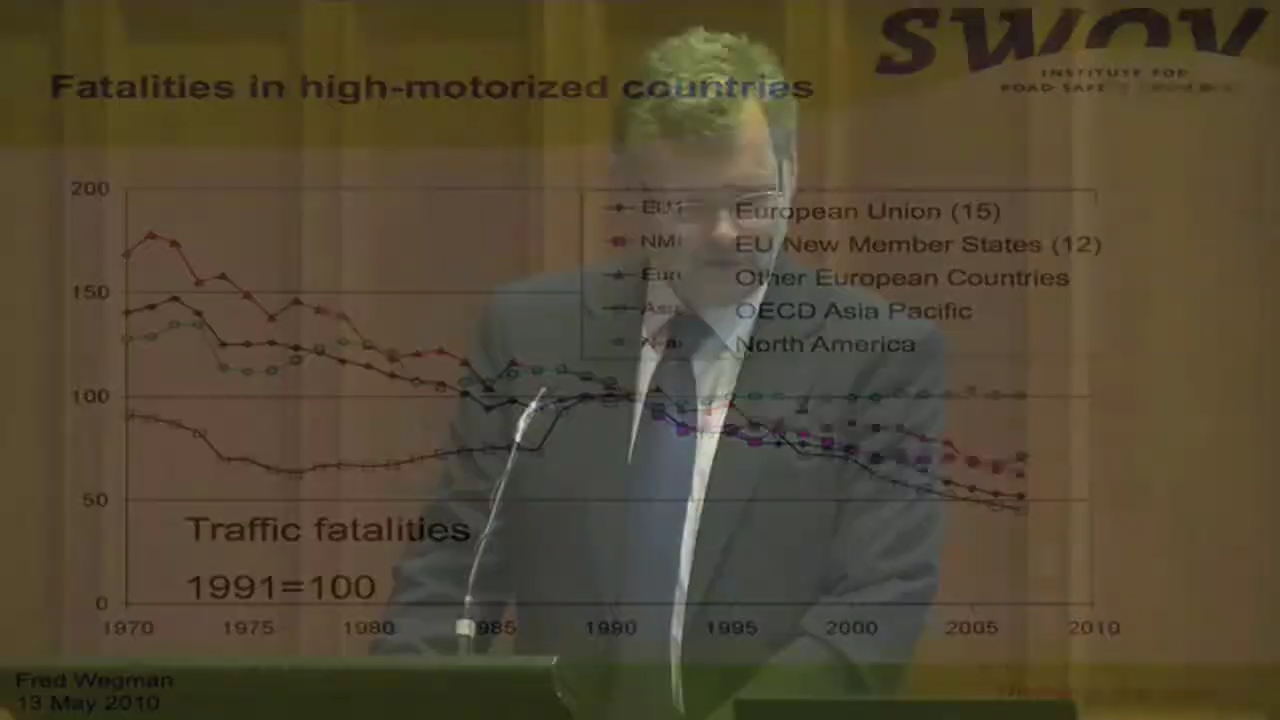 SWOV
INSTITUTE FOR
ROAD SAFETY
Fatalities in high-motorized countries
200
150
100
50
0
European Union (15)
EU New Member States (12)
Other European Countries
OECD Asia Pacific
North America
Traffic fatalities
1991=100
1970 1975 1980 1985 1990 1995 2000 2005 2010
Fred Wegman
13 May 2010